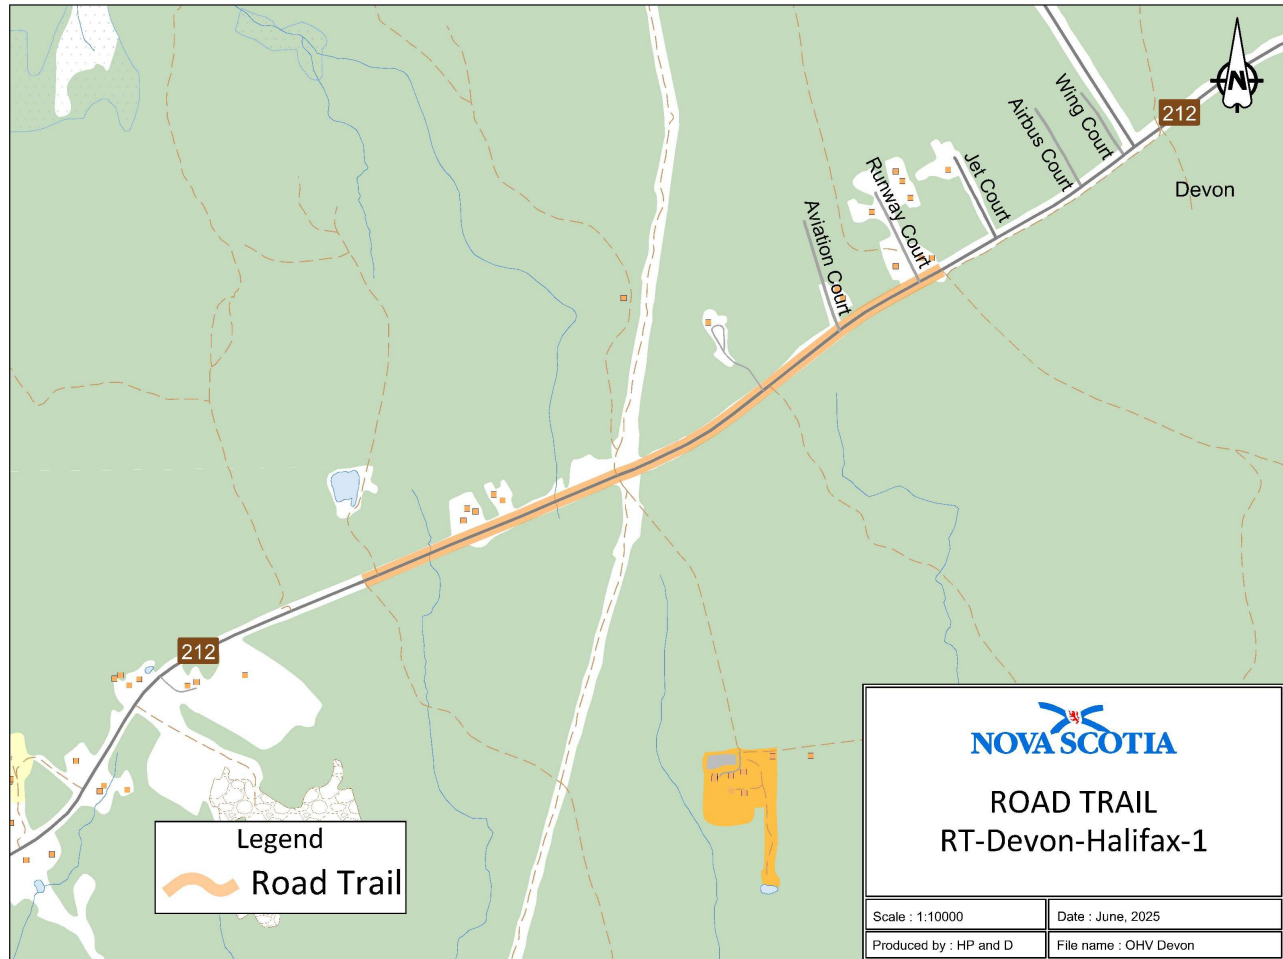 N
Wing Court
212
Airbus Court
Jet Court
Runway Court
Devon
Aviation Court
212
NOVA SCOTIA
ROAD TRAIL
RT-Devon-Halifax-1
Legend
Road Trail
Scale : 1:10000
Date : June, 2025
Produced by : HP and D
File name : OHV Devon